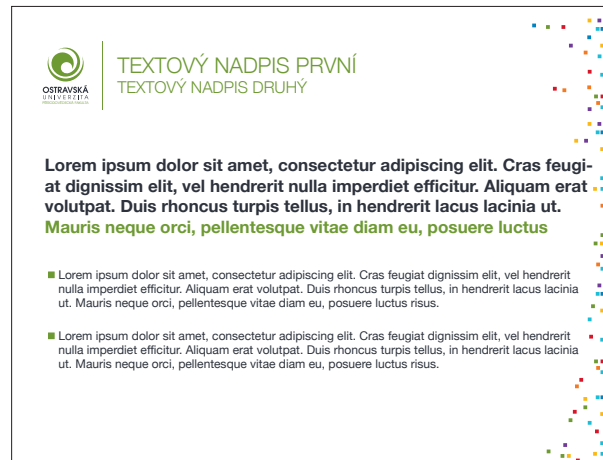 OSTRAVSKÁ
UNIVERZITA
PŘÍRODOVĚDECKÁ FAKULTA
TEXTOVÝ NADPIS PRVNÍ
TEXTOVÝ NADPIS DRUHÝ
Lorem ipsum dolor sit amet, consectetur adipiscing elit. Cras feugi-
at dignissim elit, vel hendrerit nulla imperdiet efficitur. Aliquam erat
volutpat. Duis rhoncus turpis tellus, in hendrerit lacus lacinia ut.
Mauris neque orci, pellentesque vitae diam eu, posuere luctus
Lorem ipsum dolor sit amet, consectetur adipiscing elit. Cras feugiat dignissim elit, vel hendrerit
nulla imperdiet efficitur. Aliquam erat volutpat. Duis rhoncus turpis tellus, in hendrerit lacus lacinia
ut. Mauris neque orci, pellentesque vitae diam eu, posuere luctus risus.
Lorem ipsum dolor sit amet, consectetur adipiscing elit. Cras feugiat dignissim elit, vel hendrerit
nulla imperdiet efficitur. Aliquam erat volutpat. Duis rhoncus turpis tellus, in hendrerit lacus lacinia
ut. Mauris neque orci, pellentesque vitae diam eu, posuere luctus risus.